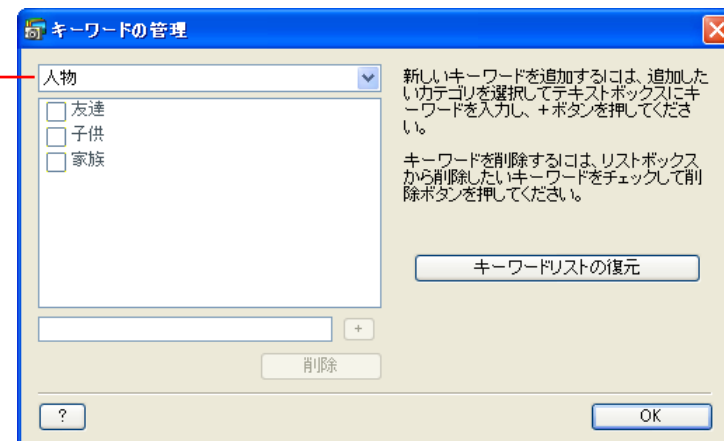 キーワードの管理
人物
友達
子供
家族
+
削除
新しいキーワードを追加するには、追加した
いカテゴリを選択してテキストボックスにキ
ーワードを入力し、+ボタンを押してくださ
い。
キーワードを削除するには、リストボックス
から削除したいキーワードをチェックして削
除ボタンを押してください。
キーワードリストの復元
?
OK